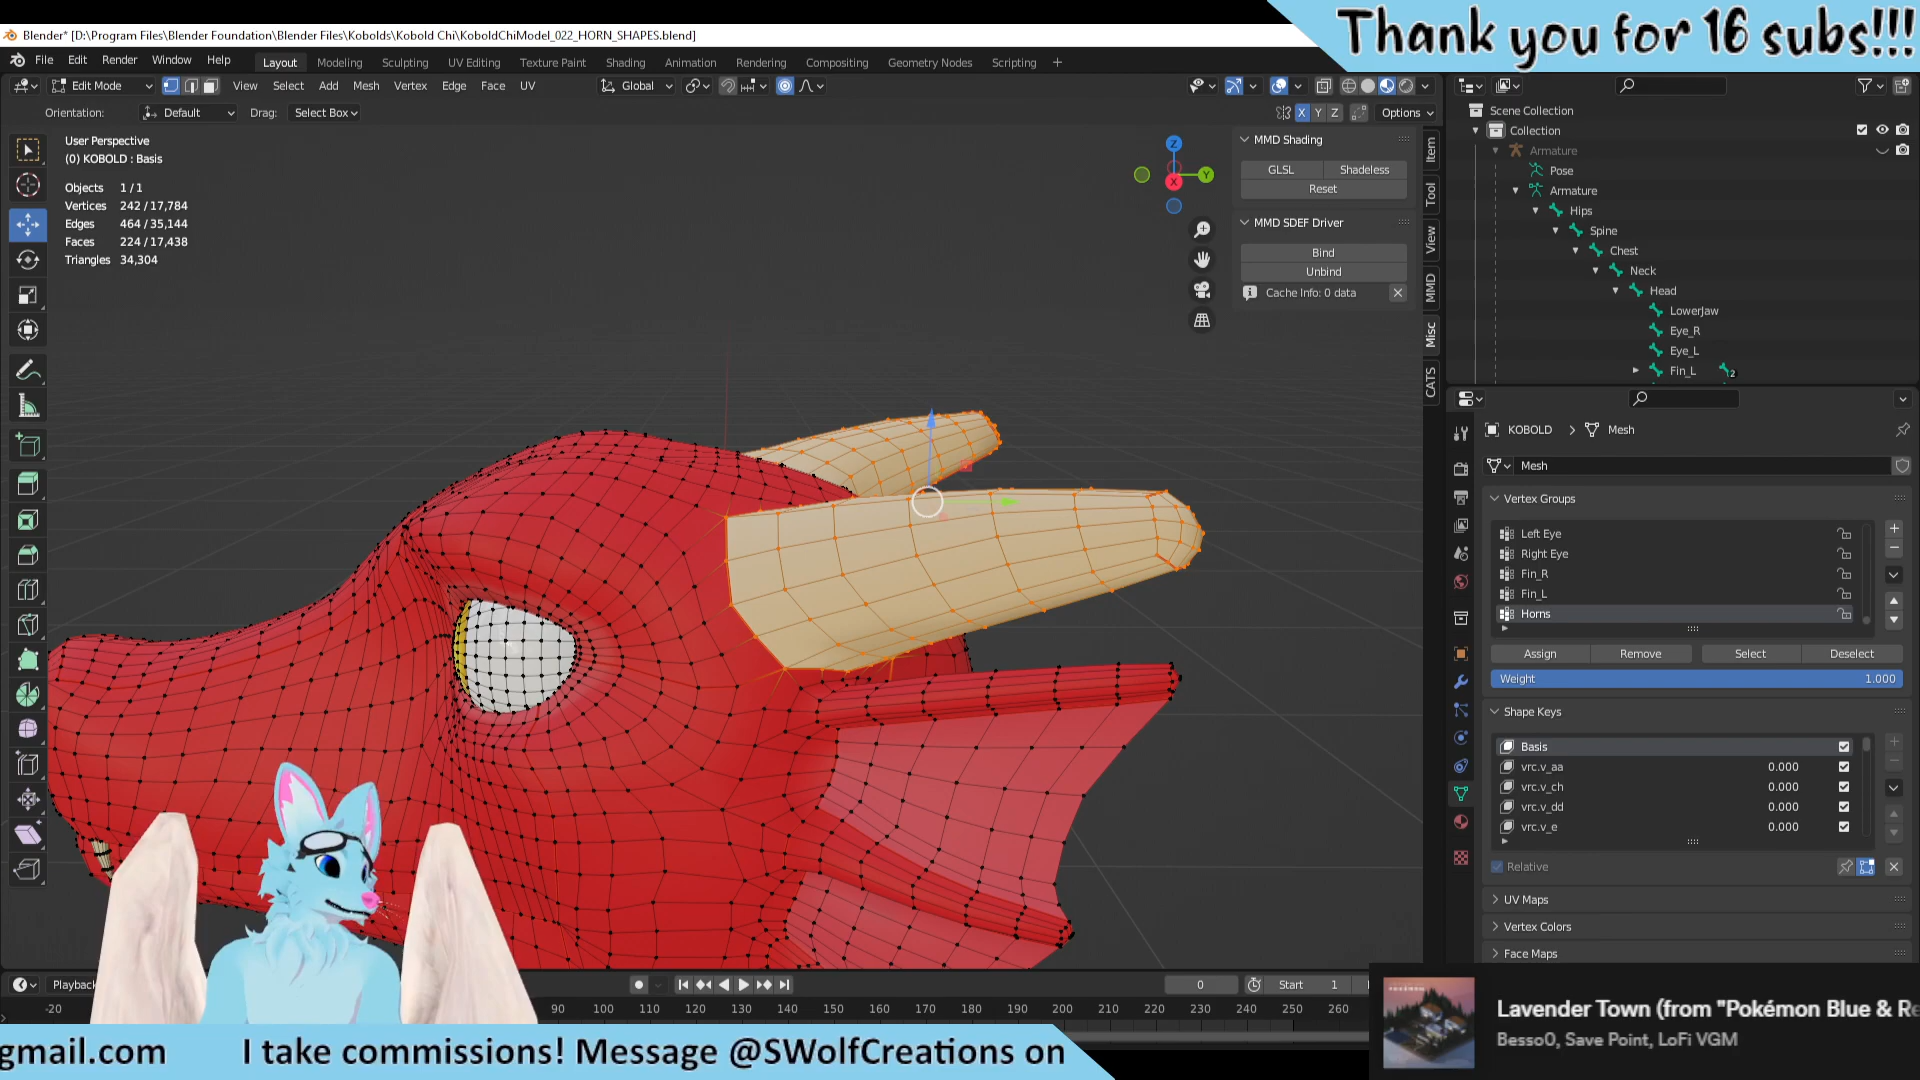 Thank you for 16 subs!!!
Blender* [D:\Program Files\Blender Foundation\Blender Files\Kobolds\Kobold Chi\KoboldChiModel_022_HORN_SHAPES.blend]
File Edit Render Window Help Layout Modeling Sculpting UV Editing Texture Paint Shading Animation Rendering Compositing Geometry Nodes Scripting +
Edit Mode View Select Add Mesh Vertex Edge Face UV Global
Orientation: Default Drag: Select Box X Y Z Options
User Perspective
(0) KOBOLD : Basis
Objects 1 / 1
Vertices 242 / 17,784
Edges 464 / 35,144
Faces 224 / 17,438
Triangles 34,304
Z
Y
X
MMD Shading
GLSL Shadeless
Reset
MMD SDEF Driver
Bind
Unbind
Cache Info: 0 data
Item
Tool
View
MMD
Misc
CATS
Scene Collection
Collection
Armature
Pose
Armature
Hips
Spine
Chest
Neck
Head
LowerJaw
Eye_R
Eye_L
Fin_L 2
KOBOLD > Mesh
Mesh
Vertex Groups
Left Eye
Right Eye
Fin_R
Fin_L
Horns
Assign Remove Select Deselect
Weight 1.000
Shape Keys
Basis
vrc.v_aa 0.000
vrc.v_ch 0.000
vrc.v_dd 0.000
vrc.v_e 0.000
Relative
UV Maps
Vertex Colors
Face Maps
Playback 0 Start 1
-20 90 100 110 120 130 140 150 160 170 180 190 200 210 220 230 240 250 260
gmail.com I take commissions! Message @SWolfCreations on
Lavender Town (from "Pokémon Blue & Re
Besso0, Save Point, LoFi VGM